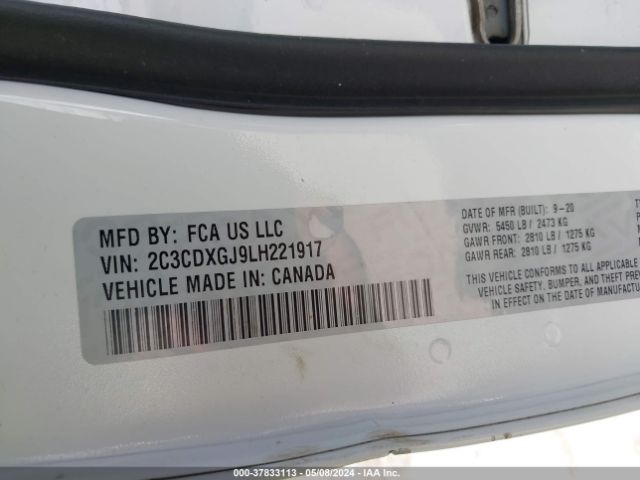 MFD BY: FCA US LLC
VIN: 2C3CDXGJ9LH221917
VEHICLE MADE IN: CANADA
DATE OF MFR (BUILT): 9-20
GVWR: 5450 LB / 2473 KG
GAWR FRONT: 2810 LB / 1275 KG
GAWR REAR: 2810 LB / 1275 KG
THIS VEHICLE CONFORMS TO ALL APPLICABLE
VEHICLE SAFETY, BUMPER, AND THEFT PREV
IN EFFECT ON THE DATE OF MANUFACTUR
000-37833113 - 05/08/2024 - IAA Inc.